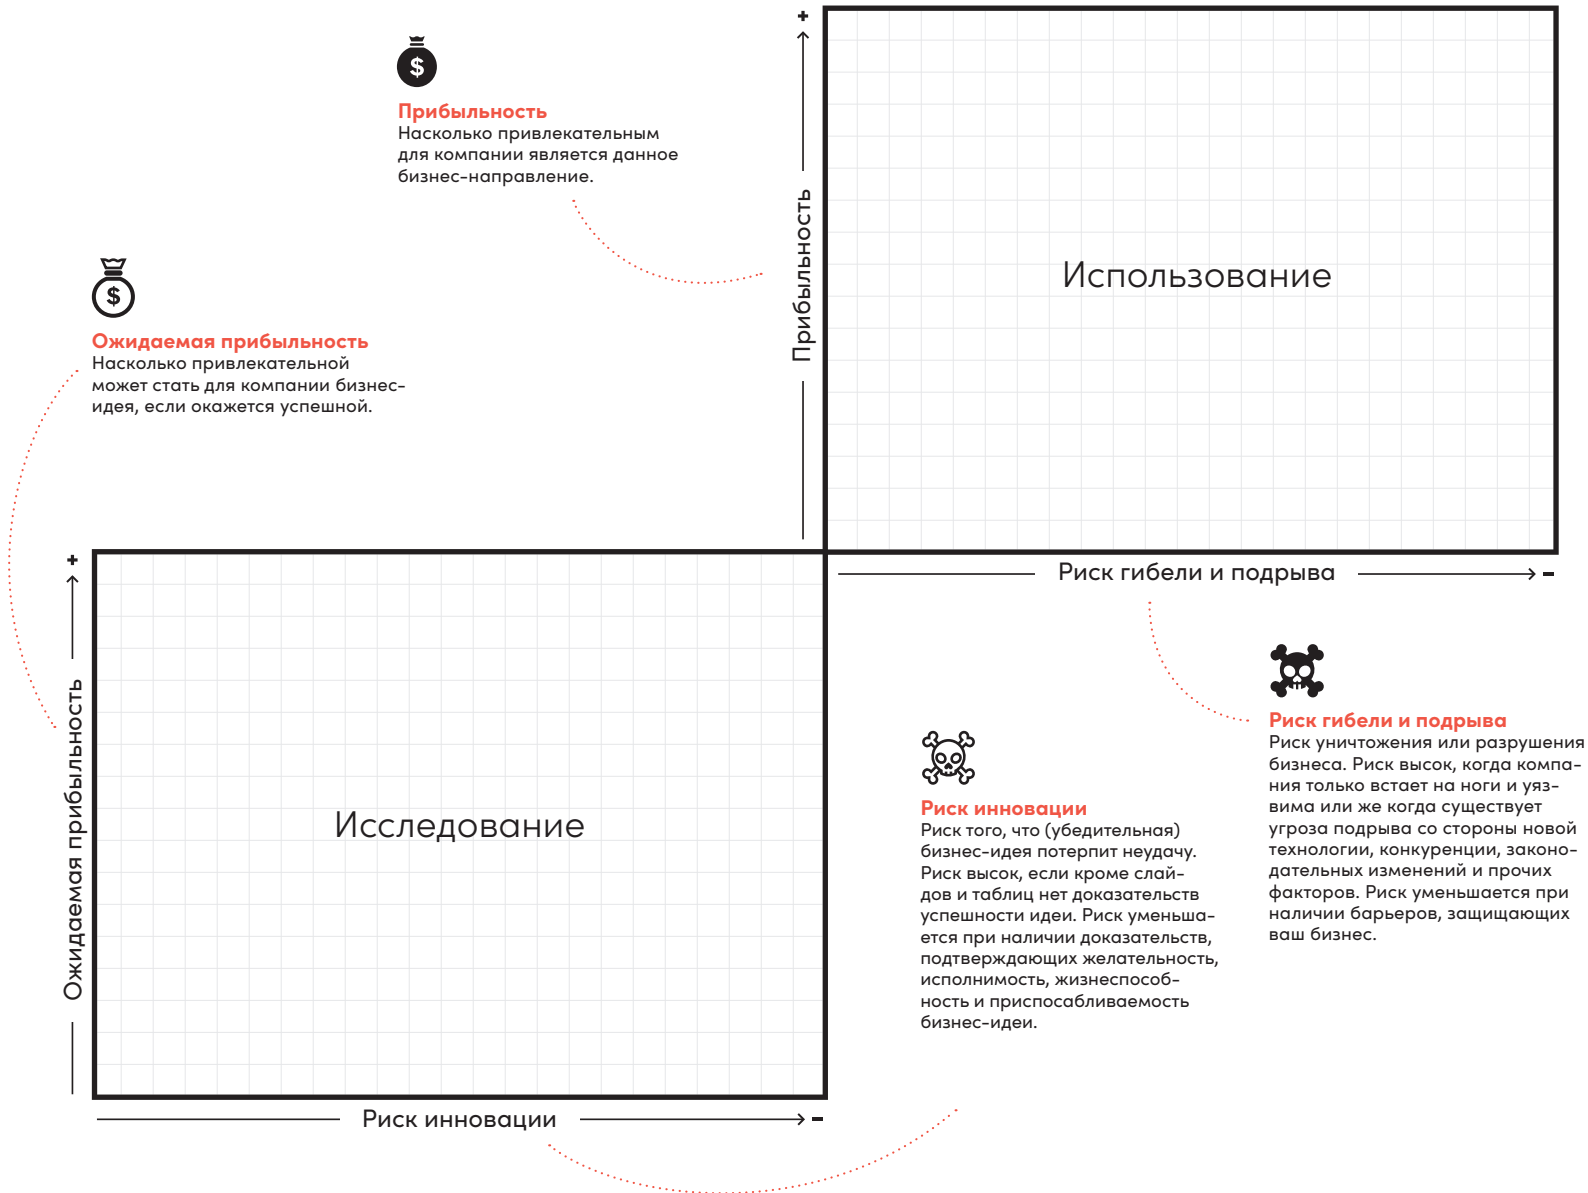 +
$
Прибыльность
Насколько привлекательным
для компании является данное
бизнес-направление.
Прибыльность
Использование
$
Ожидаемая прибыльность
Насколько привлекательной
может стать для компании бизнес-
идея, если окажется успешной.
+
Риск гибели и подрыва
-
Ожидаемая прибыльность
Исследование
Риск инновации
Риск того, что (убедительная)
бизнес-идея потерпит неудачу.
Риск высок, если кроме слай-
дов и таблиц нет доказательств
успешности идеи. Риск уменьша-
ется при наличии доказательств,
подтверждающих желательность,
исполнимость, жизнеспособ-
ность и приспосабливаемость
бизнес-идеи.
Риск гибели и подрыва
Риск уничтожения или разрушения
бизнеса. Риск высок, когда компа-
ния только встает на ноги и уяз-
вима или же когда существует
угроза подрыва со стороны новой
технологии, конкуренции, законо-
дательных изменений и прочих
факторов. Риск уменьшается при
наличии барьеров, защищающих
ваш бизнес.
Риск инновации
-